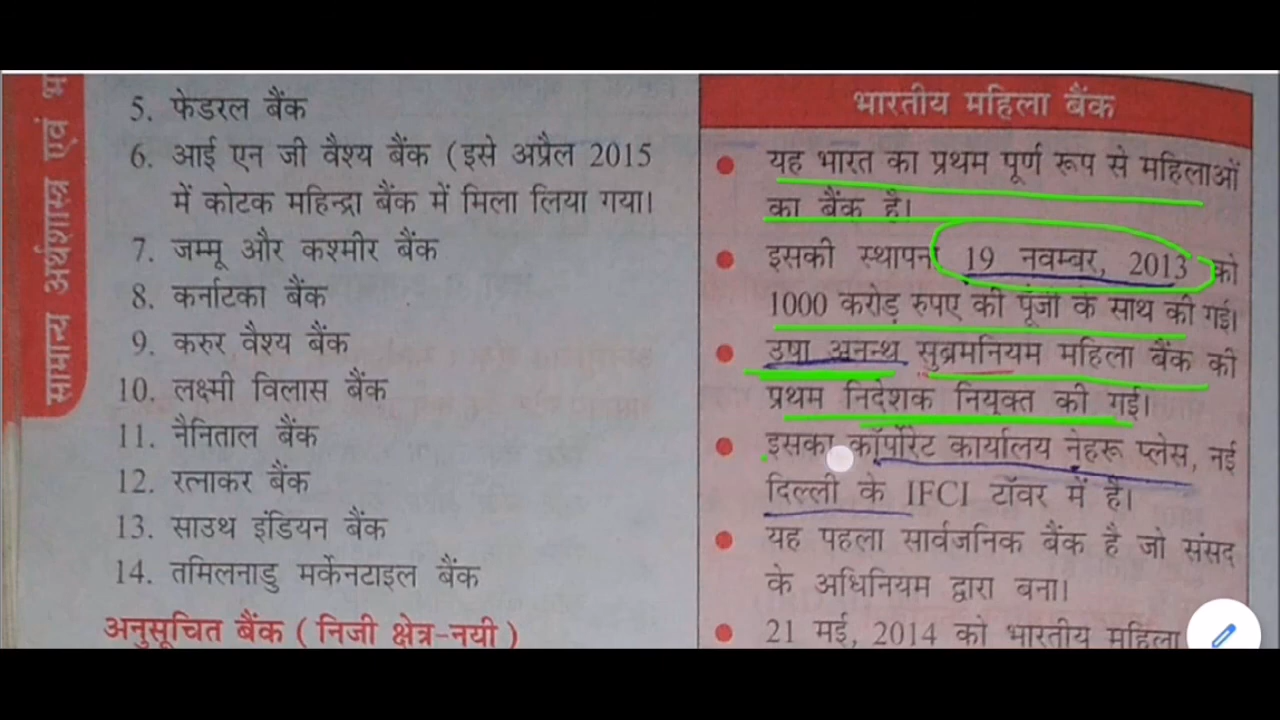 सामान्य अर्थशास्त्र एवं
5. फेडरल बैंक
6. आई एन जी वैश्य बैंक (इसे अप्रैल 2015
में कोटक महिन्द्रा बैंक में मिला लिया गया।
7. जम्मू और कश्मीर बैंक
8. कर्नाटका बैंक
9. करुर वैश्य बैंक
10. लक्ष्मी विलास बैंक
11. नैनिताल बैंक
12. रत्नाकर बैंक
13. साउथ इंडियन बैंक
14. तमिलनाडु मर्केनटाइल बैंक
अनुसूचित बैंक (निजी क्षेत्र-नयी)
भारतीय महिला बैंक
• यह भारत का प्रथम पूर्ण रूप से महिलाओं
का बैंक है।
• इसकी स्थापना 19 नवम्बर, 2013 को
1000 करोड़ रुपए की पूंजी के साथ की गई।
• उषा अनन्थ सुब्रमनियम महिला बैंक की
प्रथम निदेशक नियुक्त की गई।
• इसका कॉर्पोरेट कार्यालय नेहरू प्लेस, नई
दिल्ली के IFCI टॉवर में है।
• यह पहला सार्वजनिक बैंक है जो संसद
के अधिनियम द्वारा बना।
• 21 मई, 2014 को भारतीय महिला